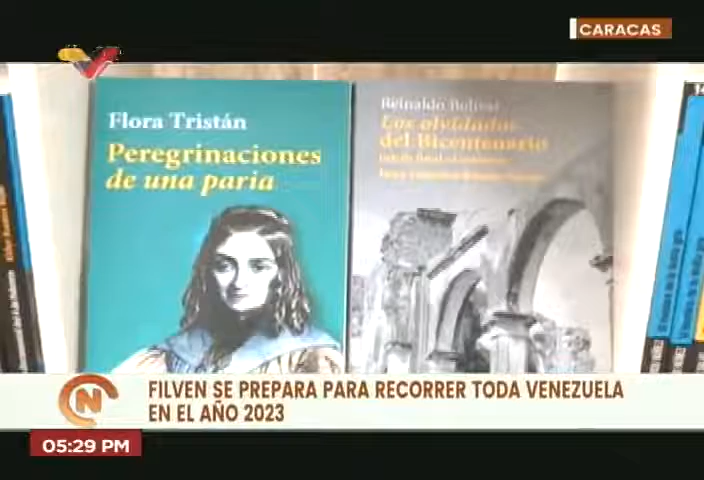 CARACAS
Flora Tristán
Peregrinaciones
de una paria
Reinaldo Bolívar
Los olvidados
del Bicentenario
N
FILVEN SE PREPARA PARA RECORRER TODA VENEZUELA
EN EL AÑO 2023
05:29 PM